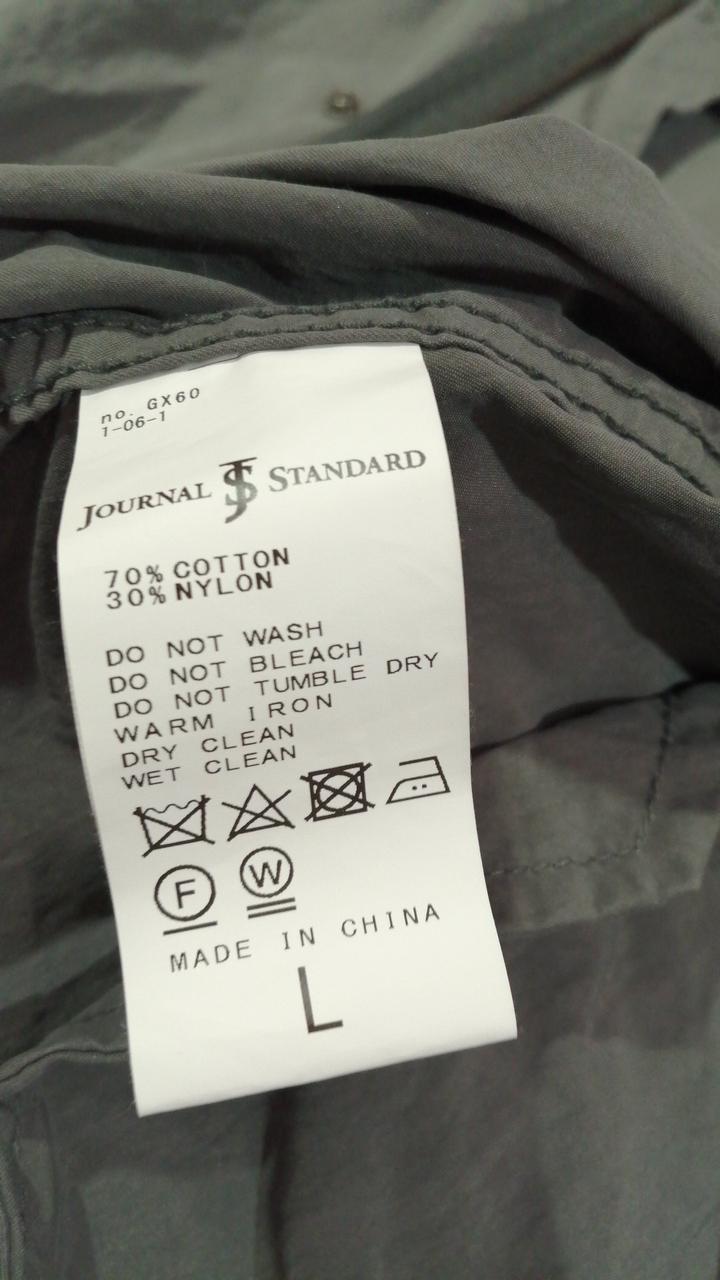 no. GX60
1-06-1
JOURNAL JS STANDARD
70% COTTON
30% NYLON
DO NOT WASH
DO NOT BLEACH
DO NOT TUMBLE DRY
WARM IRON
DRY CLEAN
WET CLEAN
F W
MADE IN CHINA
L